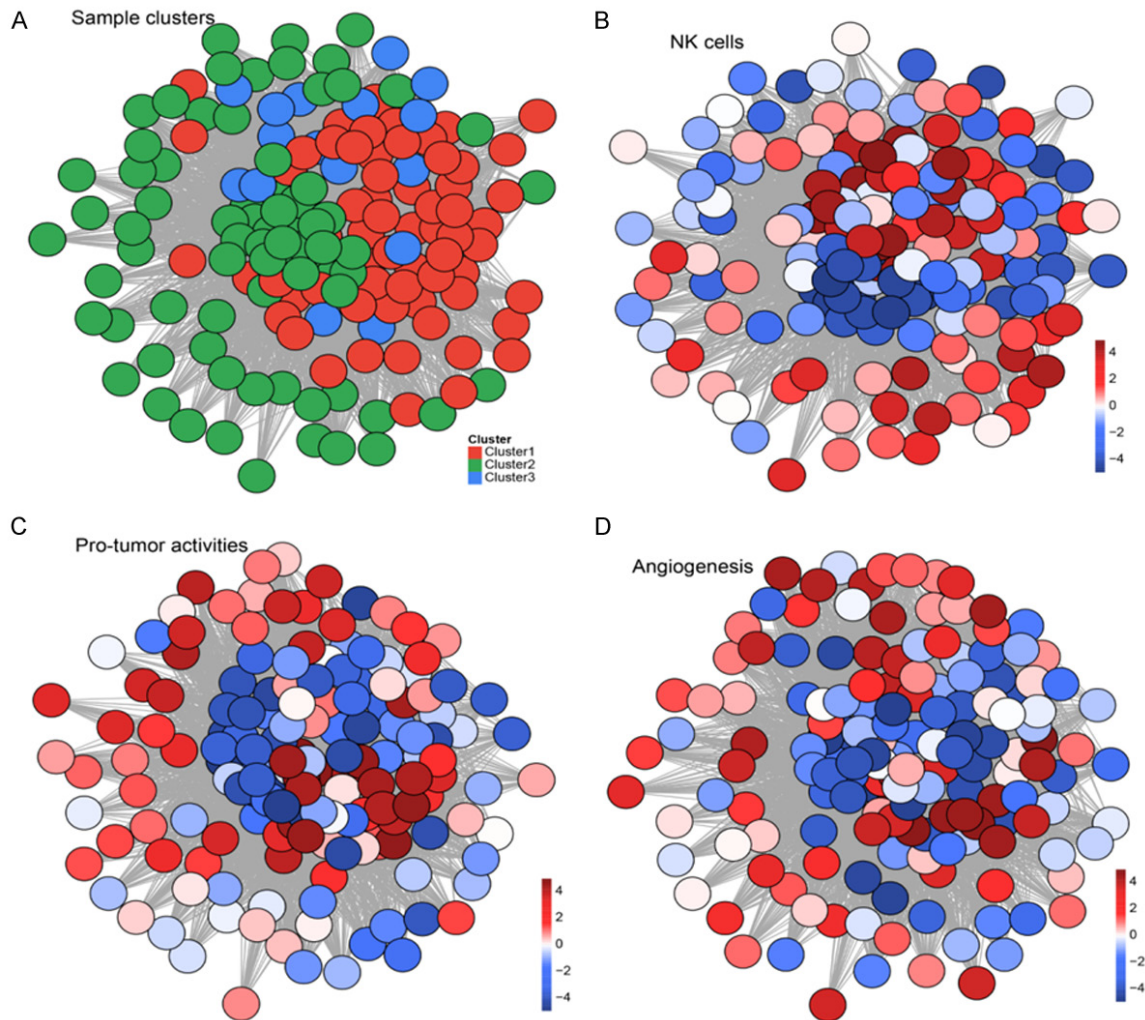 A
Sample clusters
Cluster
Cluster1
Cluster2
Cluster3
B
NK cells
4
2
0
−2
−4
C
Pro-tumor activities
4
2
0
−2
−4
D
Angiogenesis
4
2
0
−2
−4